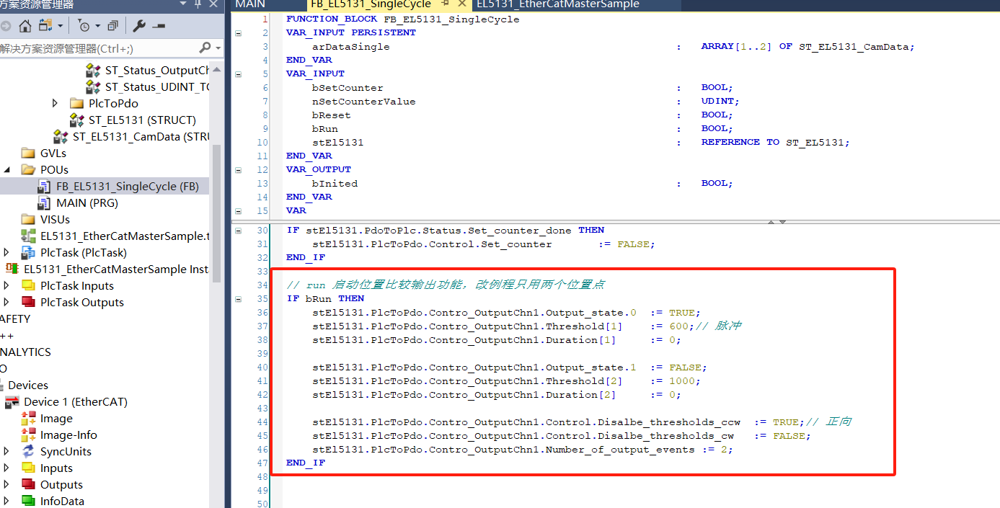 方案资源管理器
解决方案资源管理器(Ctrl+;)
ST_Status_OutputCh
ST_Status_UDINT_TO
PlcToPdo
ST_EL5131 (STRUCT)
ST_EL5131_CamData (STRU
GVLs
POUs
FB_EL5131_SingleCycle (FB)
MAIN (PRG)
VISUs
EL5131_EtherCatMasterSample.t
PlcTask (PlcTask)
EL5131_EtherCatMasterSample Inst
PlcTask Inputs
PlcTask Outputs
AFETY
++
NALYTICS
O
Devices
Device 1 (EtherCAT)
Image
Image-Info
SyncUnits
Inputs
Outputs
InfoData
MAIN FB_EL5131_SingleCycle EL5131_EtherCatMasterSample
1 FUNCTION_BLOCK FB_EL5131_SingleCycle
2 VAR_INPUT PERSISTENT
3 arDataSingle : ARRAY[1..2] OF ST_EL5131_CamData;
4 END_VAR
5 VAR_INPUT
6 bSetCounter : BOOL;
7 nSetCounterValue : UDINT;
8 bReset : BOOL;
9 bRun : BOOL;
10 stEl5131 : REFERENCE TO ST_EL5131;
11 END_VAR
12 VAR_OUTPUT
13 bInited : BOOL;
14 END_VAR
15 VAR
30 IF stEl5131.PdoToPlc.Status.Set_counter_done THEN
31 stEl5131.PlcToPdo.Control.Set_counter := FALSE;
32 END_IF
33
34 // run 启动位置比较输出功能，改例程只用两个位置点
35 IF bRun THEN
36 stEl5131.PlcToPdo.Contro_OutputChn1.Output_state.0 := TRUE;
37 stEl5131.PlcToPdo.Contro_OutputChn1.Threshold[1] := 600;// 脉冲
38 stEl5131.PlcToPdo.Contro_OutputChn1.Duration[1] := 0;
39
40 stEl5131.PlcToPdo.Contro_OutputChn1.Output_state.1 := FALSE;
41 stEl5131.PlcToPdo.Contro_OutputChn1.Threshold[2] := 1000;
42 stEl5131.PlcToPdo.Contro_OutputChn1.Duration[2] := 0;
43
44 stEl5131.PlcToPdo.Contro_OutputChn1.Control.Disalbe_thresholds_ccw := TRUE;// 正向
45 stEl5131.PlcToPdo.Contro_OutputChn1.Control.Disalbe_thresholds_cw := FALSE;
46 stEl5131.PlcToPdo.Contro_OutputChn1.Number_of_output_events := 2;
47 END_IF
48
49
50